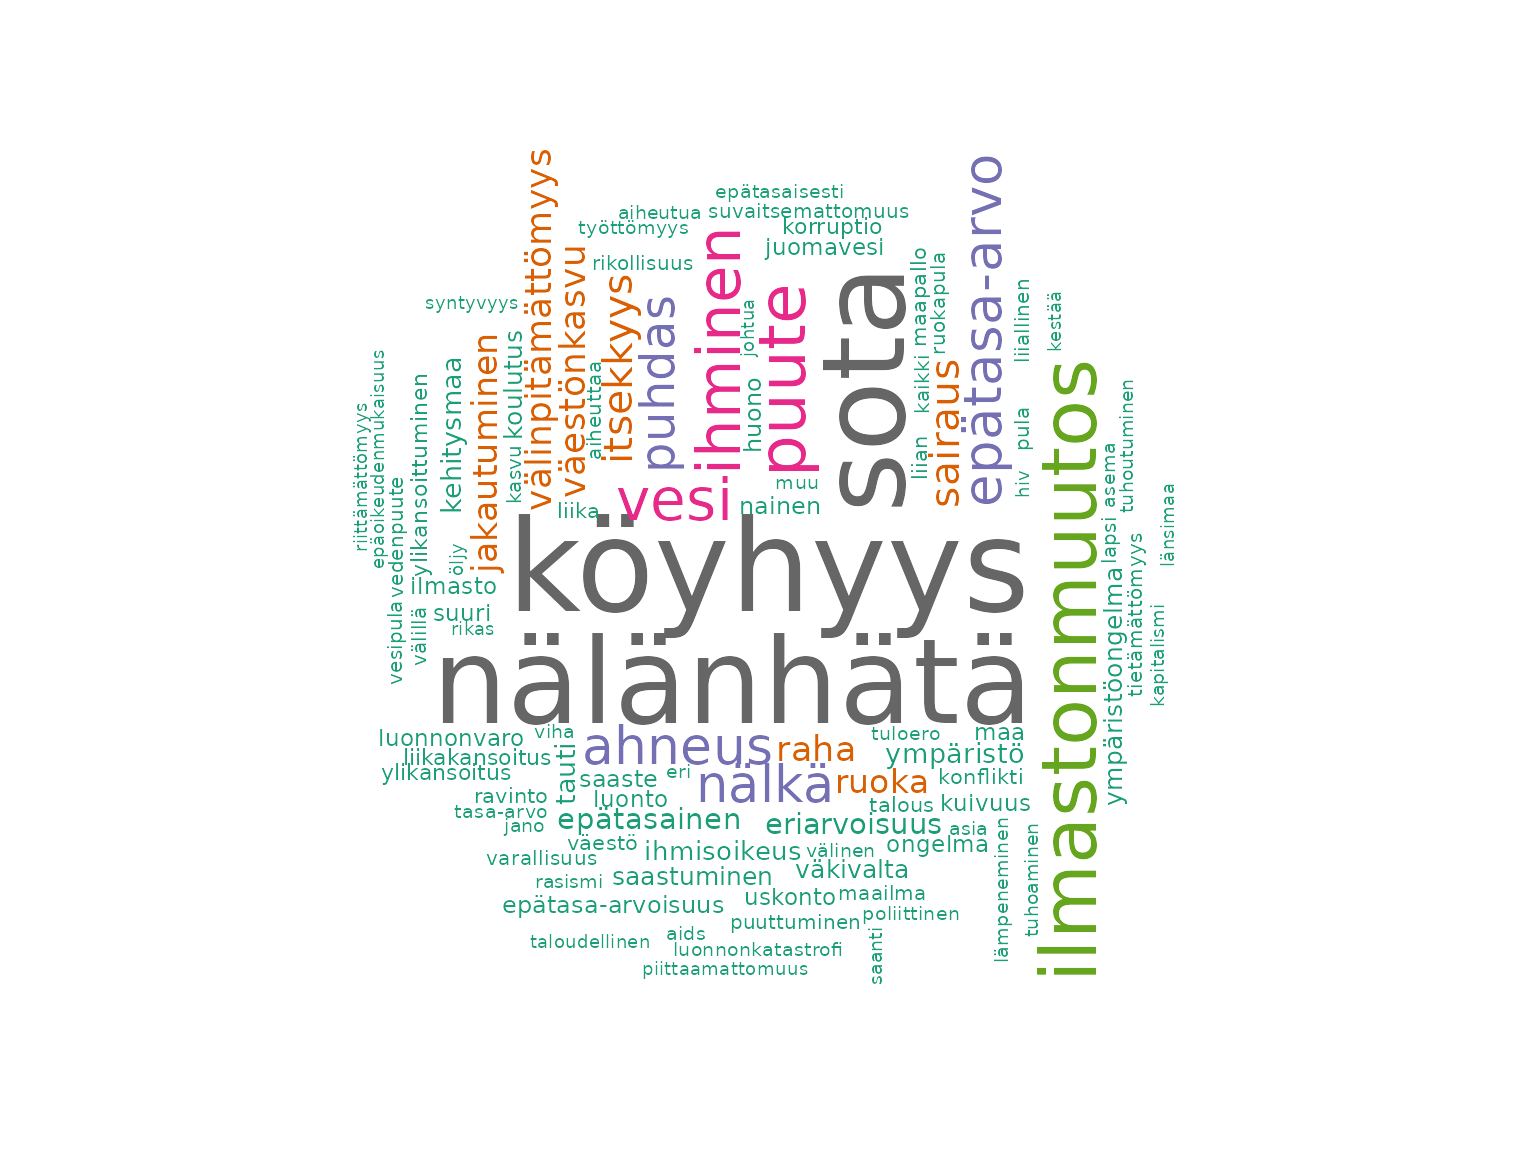 epätasaisesti
aiheutua
suvaitsemattomuus
työttömyys
korruptio
juomavesi
rikollisuus
syntyvyys
välinpitämättömyys
väestönkasvu
itsekkyys
puhdas
ihminen
johtua
puute
sota
maapallo
ruokapula
epätasa-arvo
liiallinen
kestää
riittämättömyys
epäoikeudenmukaisuus
vedenpuute
ylikansoittuminen
kehitysmaa
jakautuminen
koulutus
kasvu
aiheuttaa
huono
kaikki
liian
sairaus
hiv
pula
ilmastonmuutos
asema
lapsi
tuhoutuminen
länsimaa
vesi
muu
nainen
liika
öljy
köyhyys
ilmasto
suuri
rikas
vesipula
välillä
nälänhätä
ympäristöongelma
tietämättömyys
kapitalismi
luonnonvaro
viha
ahneus
raha
tuloero
maa
liikakansoitus
ympäristö
ylikansoitus
tauti
saaste
eri
nälkä
ruoka
konflikti
ravinto
luonto
talous
kuivuus
tasa-arvo
jano
epätasainen
eriarvoisuus
asia
väestö
ihmisoikeus
välinen
ongelma
varallisuus
saastuminen
väkivalta
rasismi
uskonto
maailma
lämpeneminen
tuhoaminen
epätasa-arvoisuus
puuttuminen
poliittinen
taloudellinen
aids
luonnonkatastrofi
saanti
piittaamattomuus